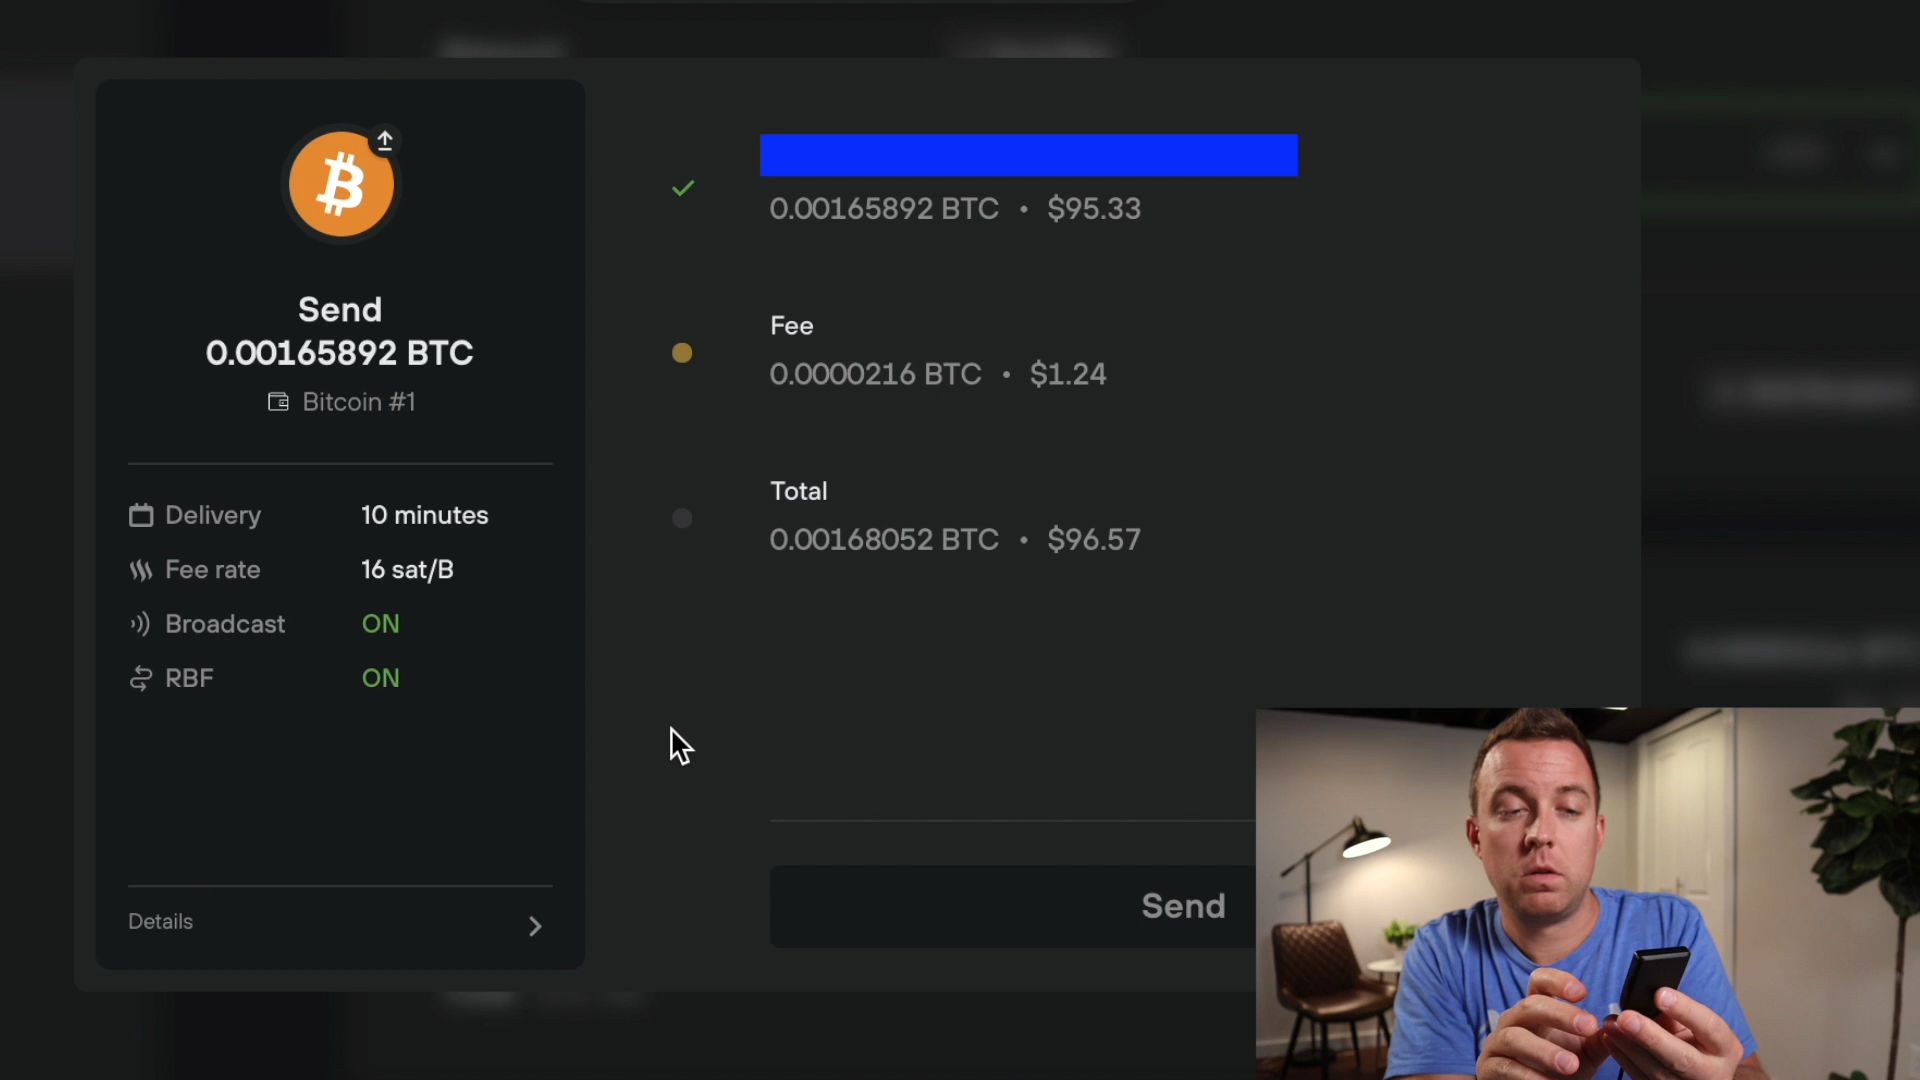 Send
0.00165892 BTC
Bitcoin #1
Delivery 10 minutes
Fee rate 16 sat/B
Broadcast ON
RBF ON
Details
0.00165892 BTC • $95.33
Fee
0.0000216 BTC • $1.24
Total
0.00168052 BTC • $96.57
Send